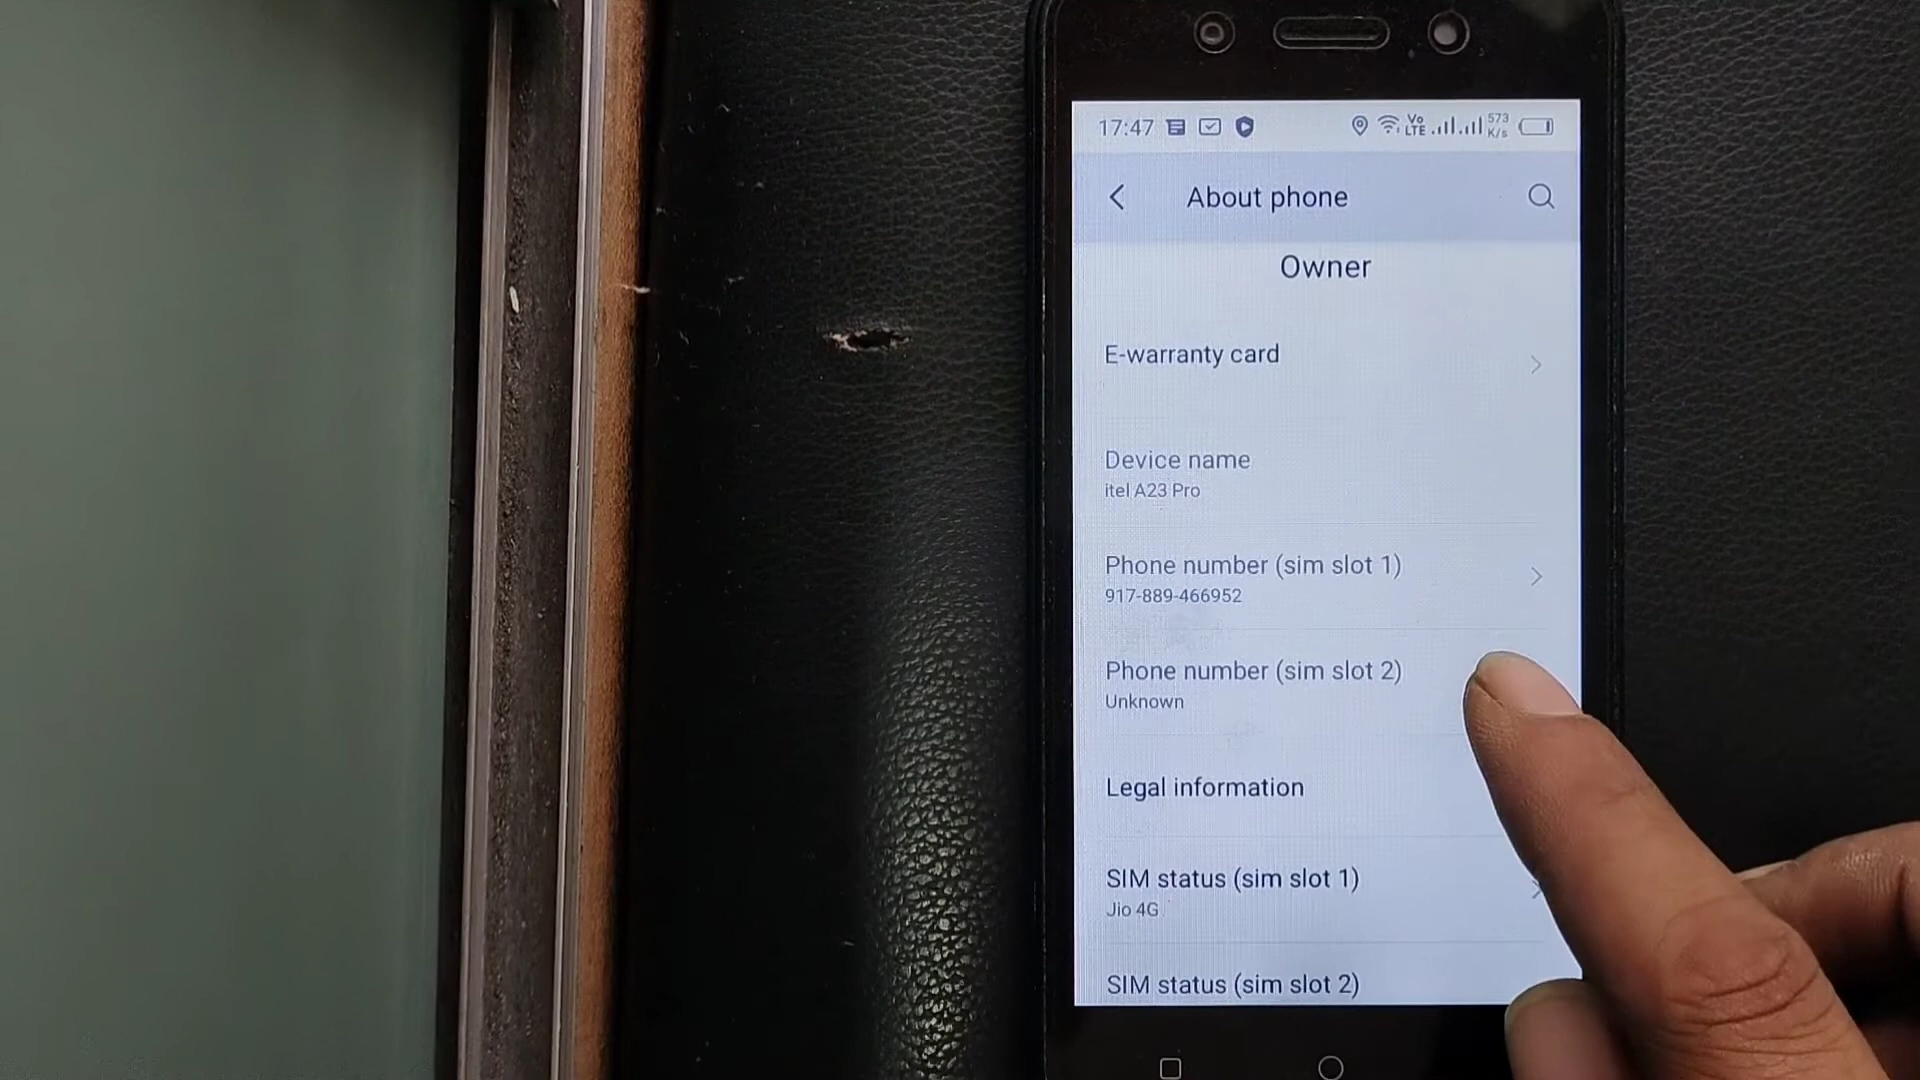 17:47 Vo LTE 573 K/s
About phone
Owner
E-warranty card
Device name
itel A23 Pro
Phone number (sim slot 1)
917-889-466952
Phone number (sim slot 2)
Unknown
Legal information
SIM status (sim slot 1)
Jio 4G
SIM status (sim slot 2)